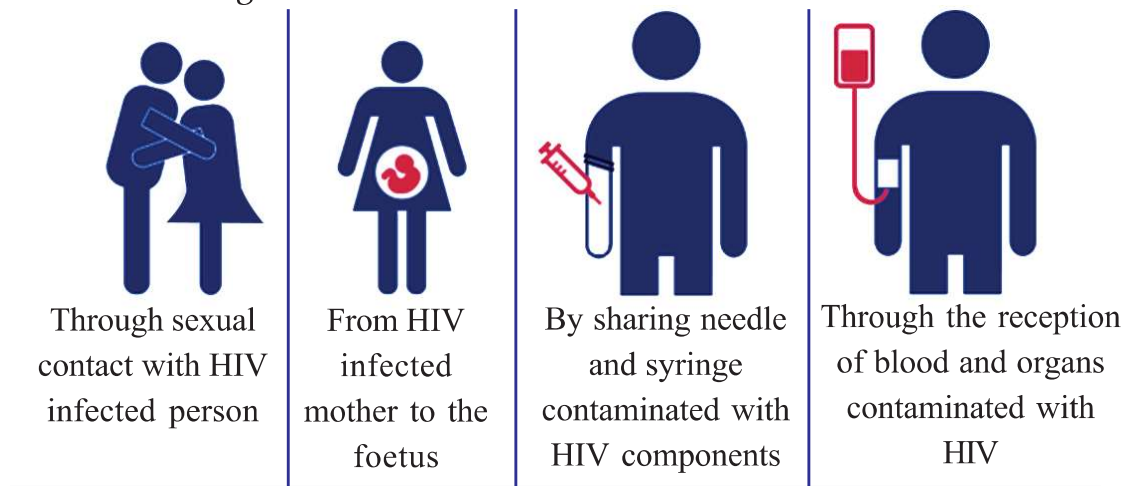 Through sexual
contact with HIV
infected person
From HIV
infected
mother to the
foetus
By sharing needle
and syringe
contaminated with
HIV components
Through the reception
of blood and organs
contaminated with
HIV